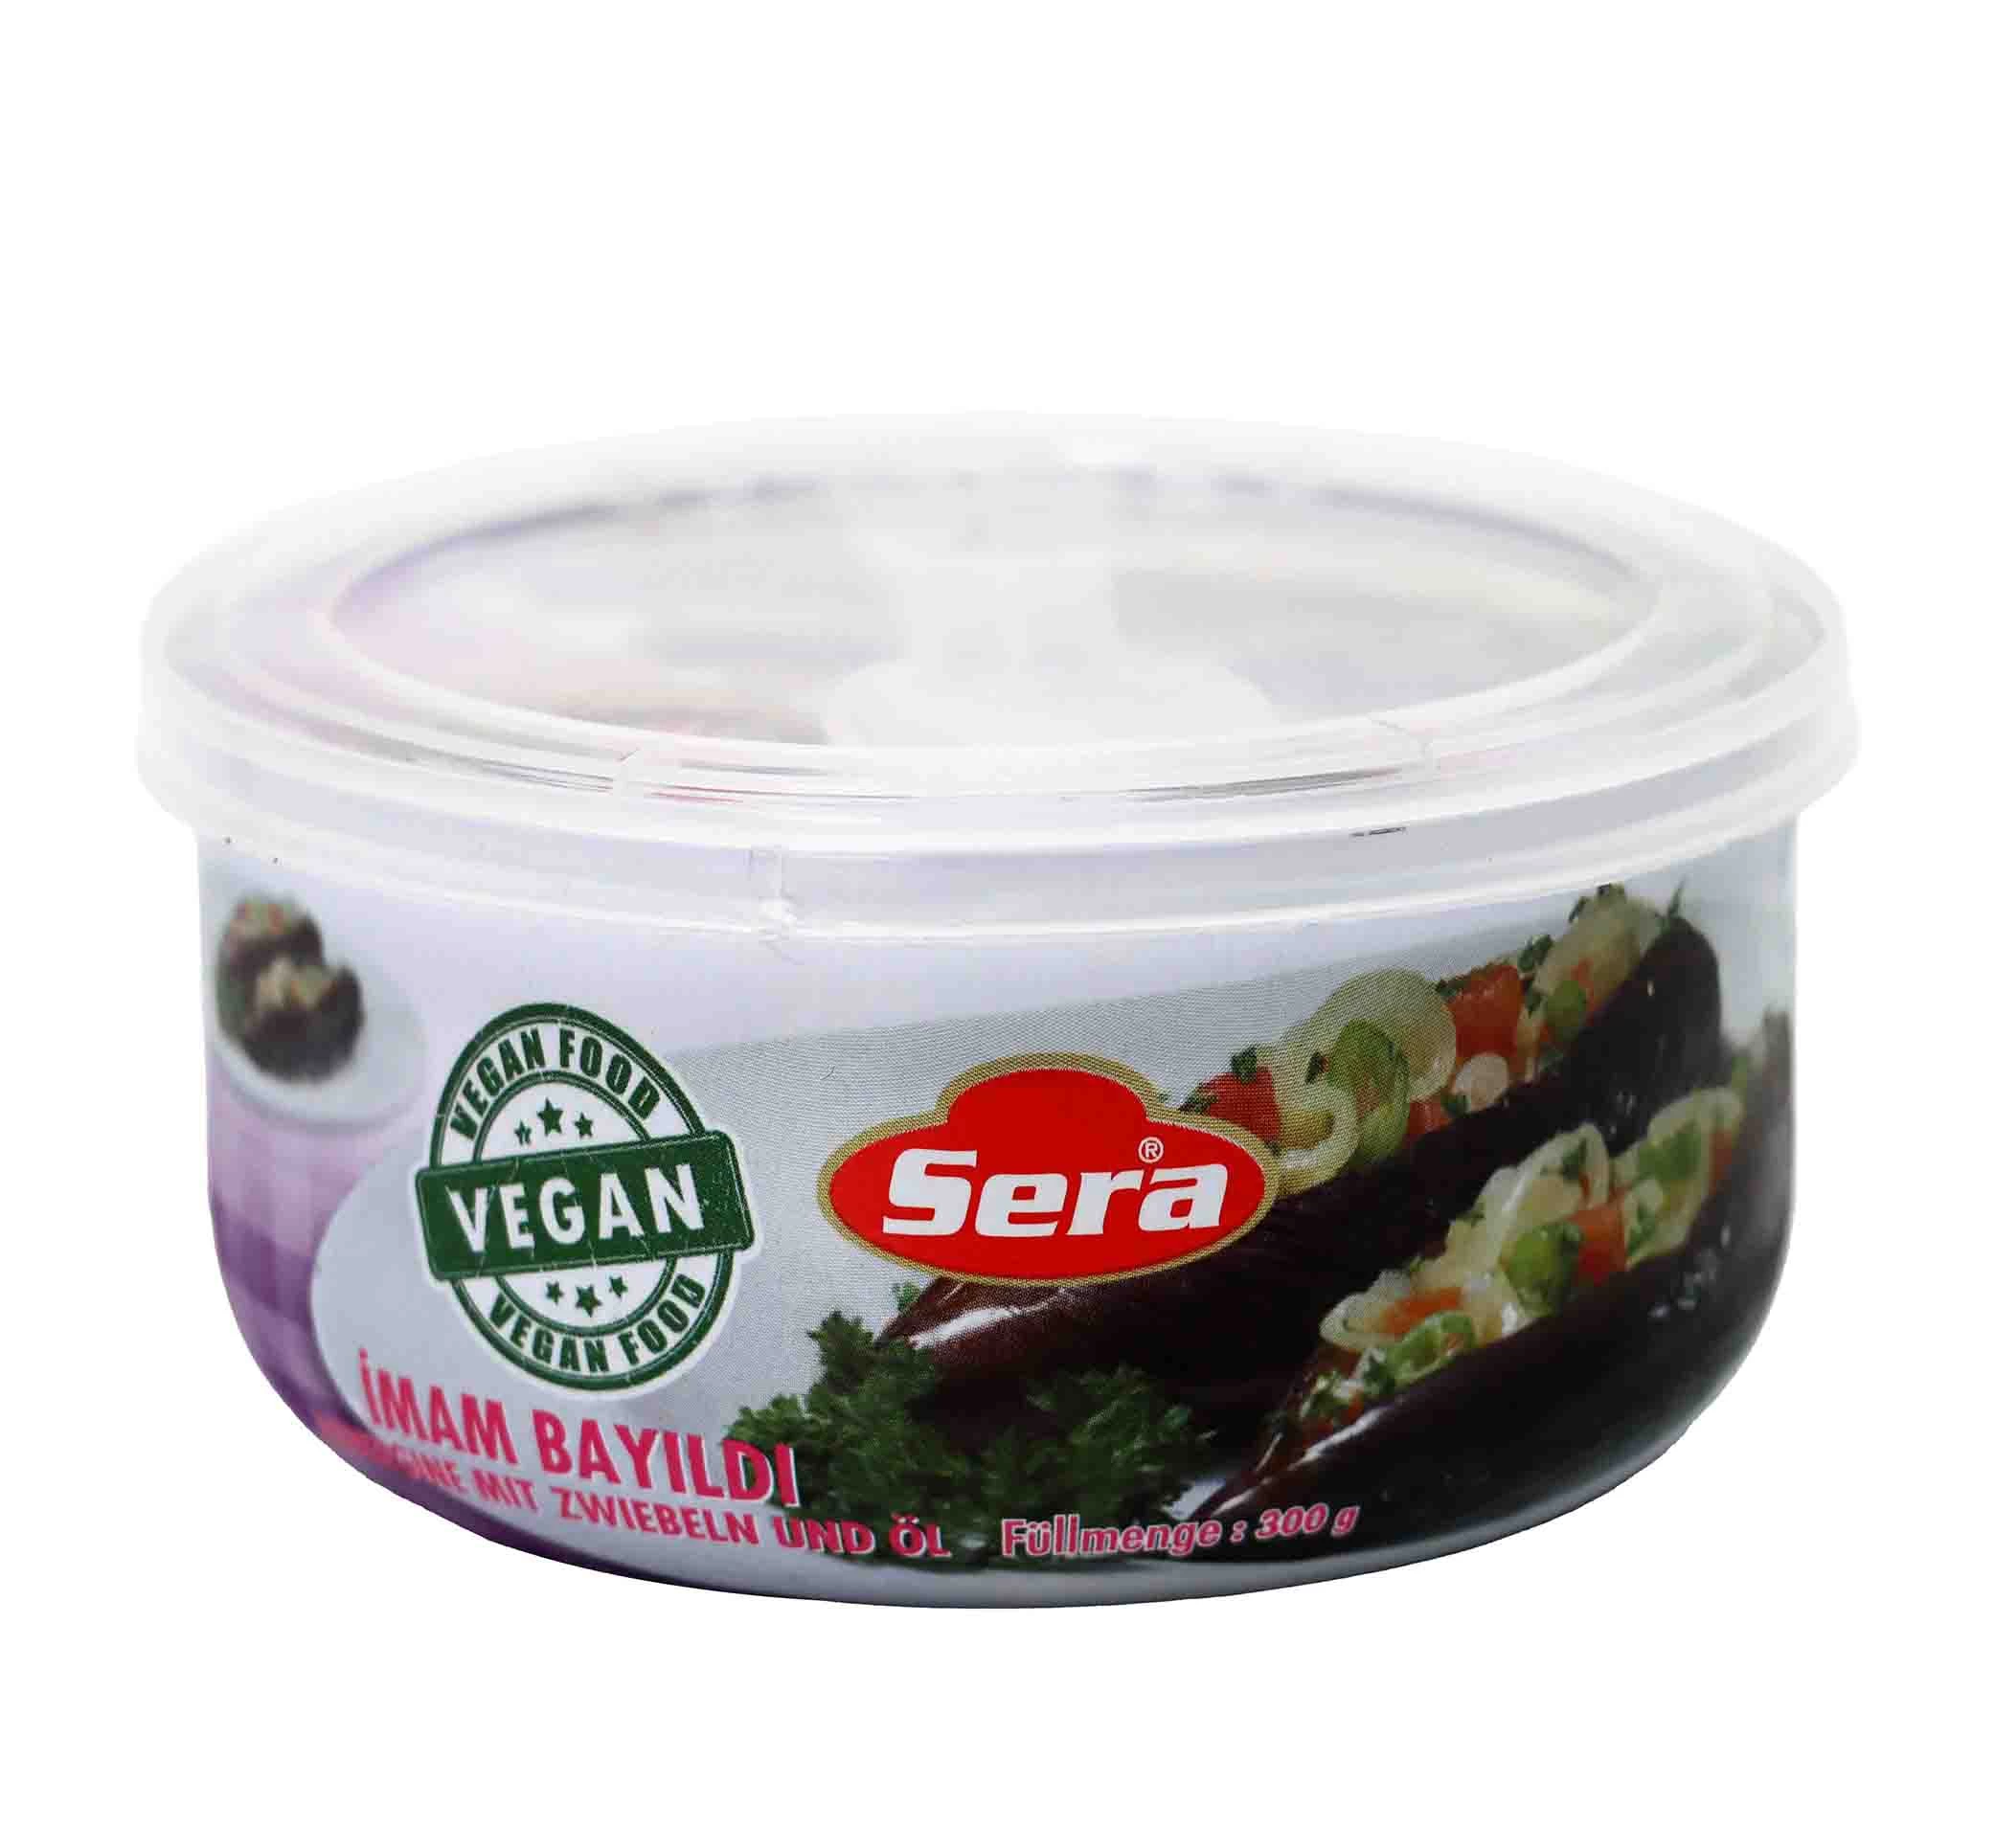 VEGAN FOOD
VEGAN
VEGAN FOOD
Sera®
İMAM BAYILDI
MIT ZWIEBELN UND ÖL
Füllmenge : 300 g